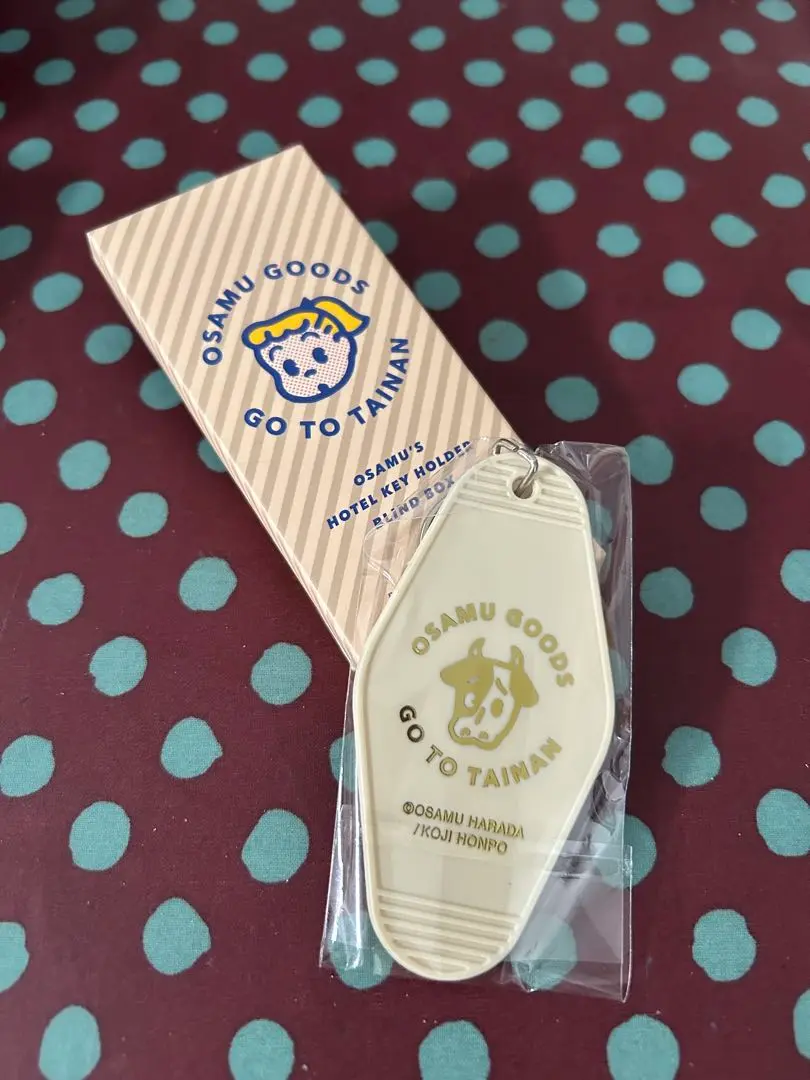 OSAMU GOODS
GO TO TAINAN
OSAMU'S
HOTEL KEY HOLDER
BLIND BOX
OSAMU GOODS
GO TO TAINAN
©OSAMU HARADA
/KOJI HONPO